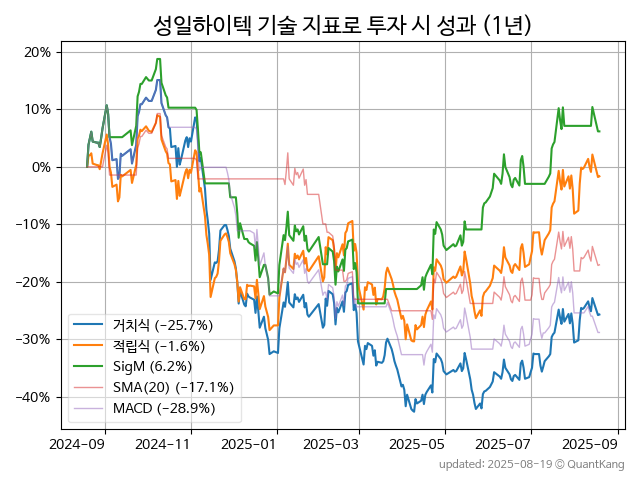 성일하이텍 기술 지표로 투자 시 성과 (1년)
20%
10%
0%
−10%
−20%
−30%
−40%
거치식 (−25.7%)
적립식 (−1.6%)
SigM (6.2%)
SMA(20) (−17.1%)
MACD (−28.9%)
2024-09 2024-11 2025-01 2025-03 2025-05 2025-07 2025-09
updated: 2025-08-19 © QuantKang